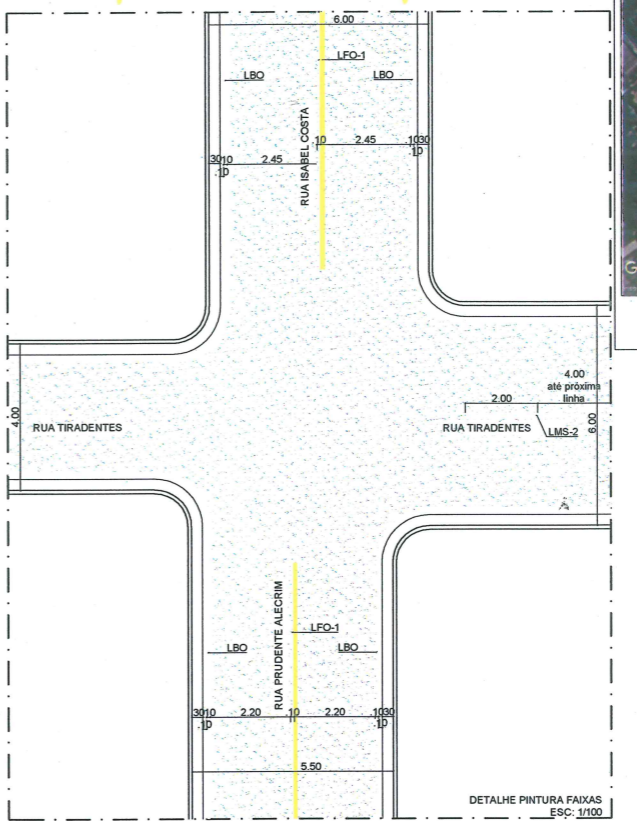 6.00
LFO-1
LBO
LBO
RUA ISABEL COSTA
.10
2.45
.10
30
30
10
2.45
.10
.10
4.00
RUA TIRADENTES
4.00
até próxima
linha
2.00
RUA TIRADENTES
LMS-2
6.00
RUA PRUDENTE ALECRIM
LFO-1
LBO
LBO
30
10
2.20
.10
2.20
.10
30
.10
.10
5.50
DETALHE PINTURA FAIXAS
ESC: 1/100
G